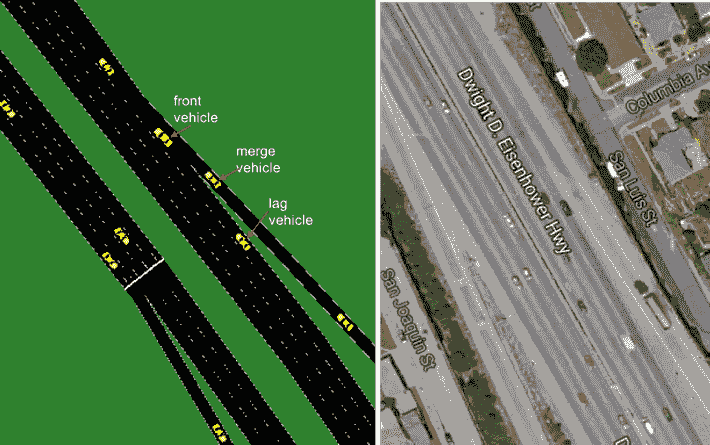 front
vehicle
merge
vehicle
lag
vehicle
Dwight D. Eisenhower Hwy
Columbia Av
San Luis St
San Joaquin St